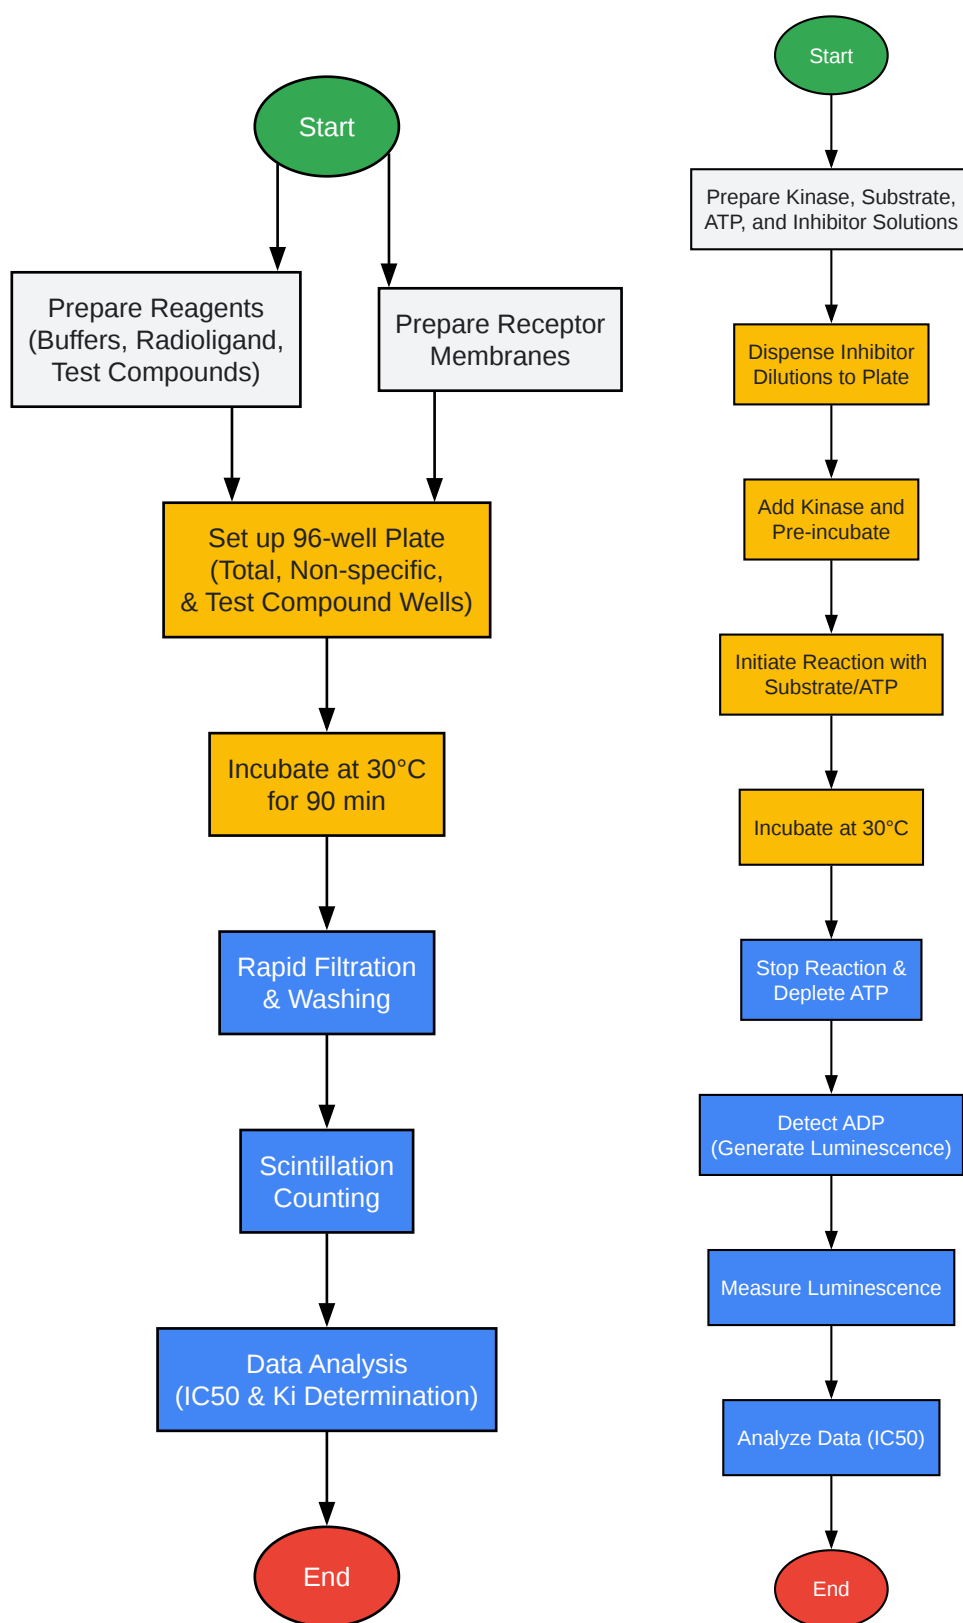 Start
Prepare Reagents
(Buffers, Radioligand,
Test Compounds)
Prepare Receptor
Membranes
Set up 96-well Plate
(Total, Non-specific,
& Test Compound Wells)
Incubate at 30°C
for 90 min
Rapid Filtration
& Washing
Scintillation
Counting
Data Analysis
(IC50 & Ki Determination)
End
Start
Prepare Kinase, Substrate,
ATP, and Inhibitor Solutions
Dispense Inhibitor
Dilutions to Plate
Add Kinase and
Pre-incubate
Initiate Reaction with
Substrate/ATP
Incubate at 30°C
Stop Reaction &
Deplete ATP
Detect ADP
(Generate Luminescence)
Measure Luminescence
Analyze Data (IC50)
End